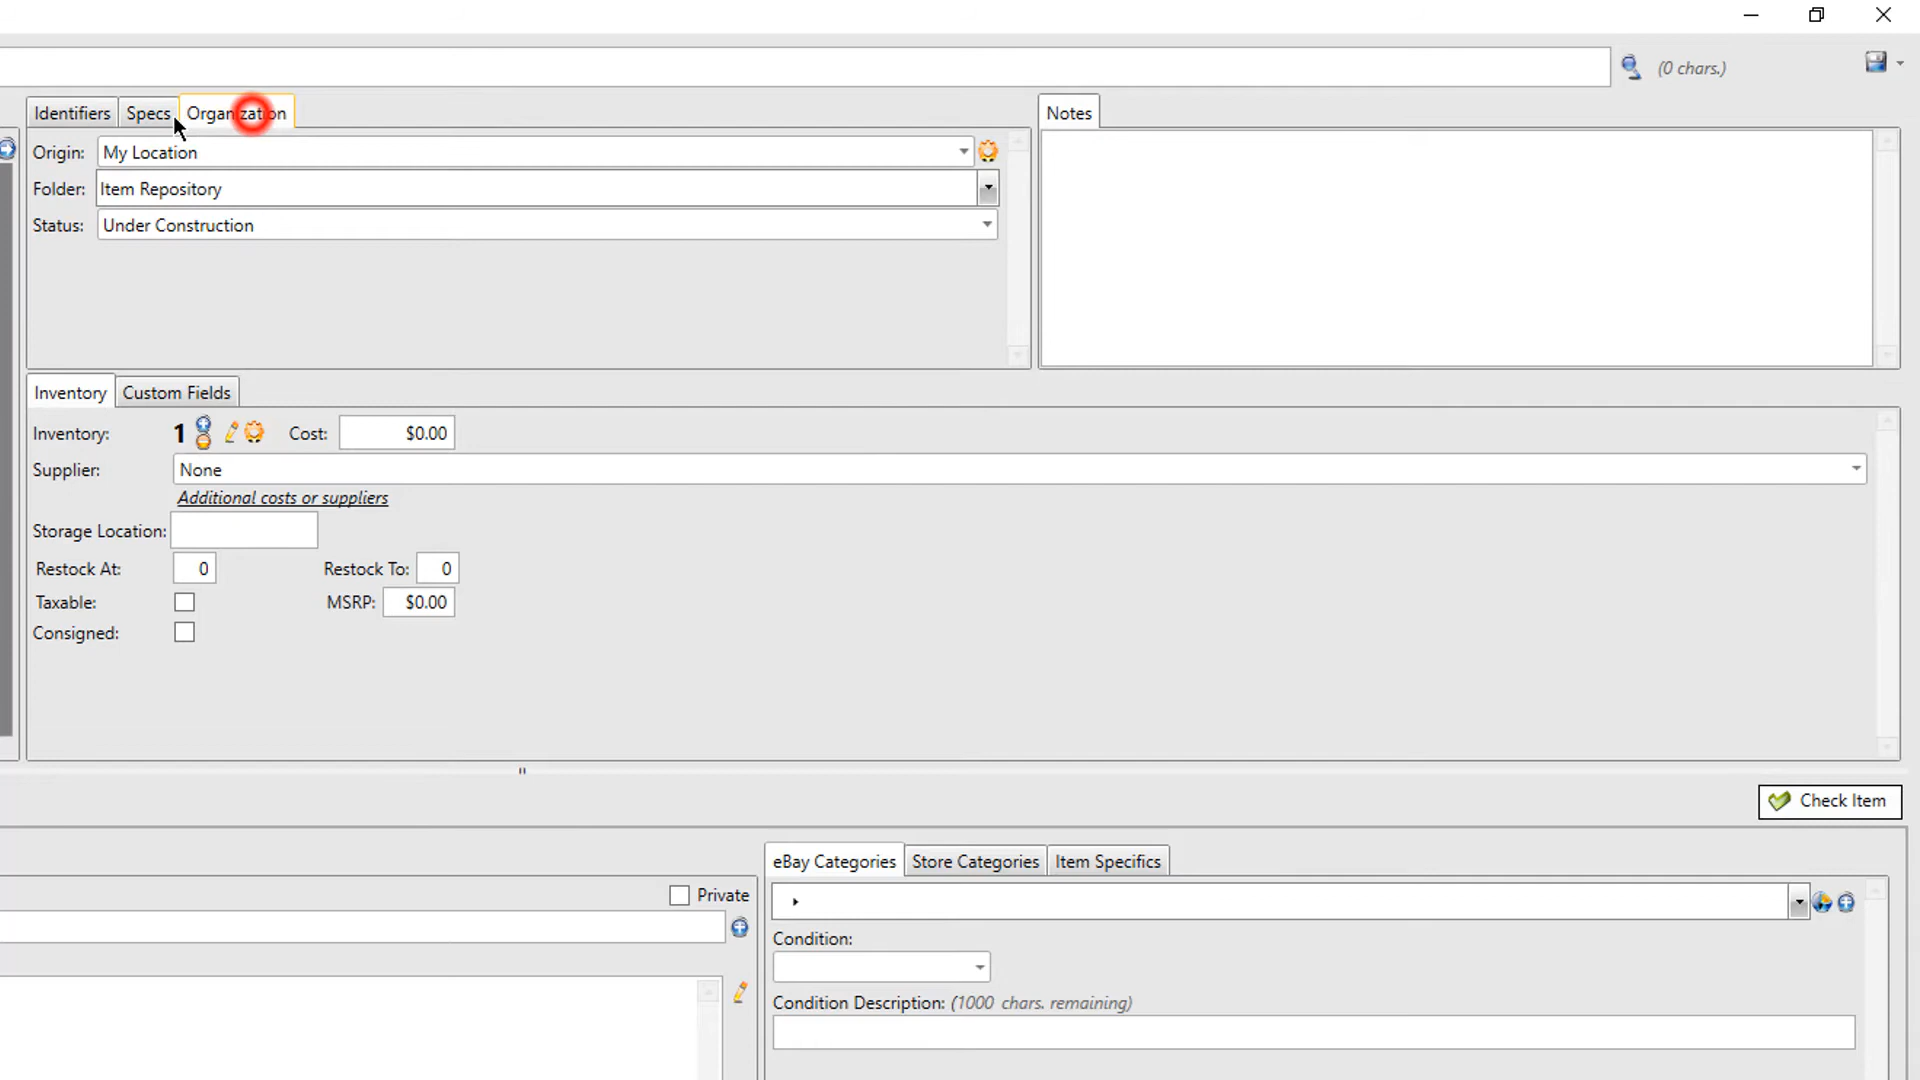 (0 chars.)
Identifiers Specs Organization
Notes
Origin: My Location
Folder: Item Repository
Status: Under Construction
Inventory Custom Fields
Inventory: 1 Cost: $0.00
Supplier: None
Additional costs or suppliers
Storage Location:
Restock At: 0 Restock To: 0
Taxable: MSRP: $0.00
Consigned:
Check Item
eBay Categories Store Categories Item Specifics
Private
Condition:
Condition Description: (1000 chars. remaining)